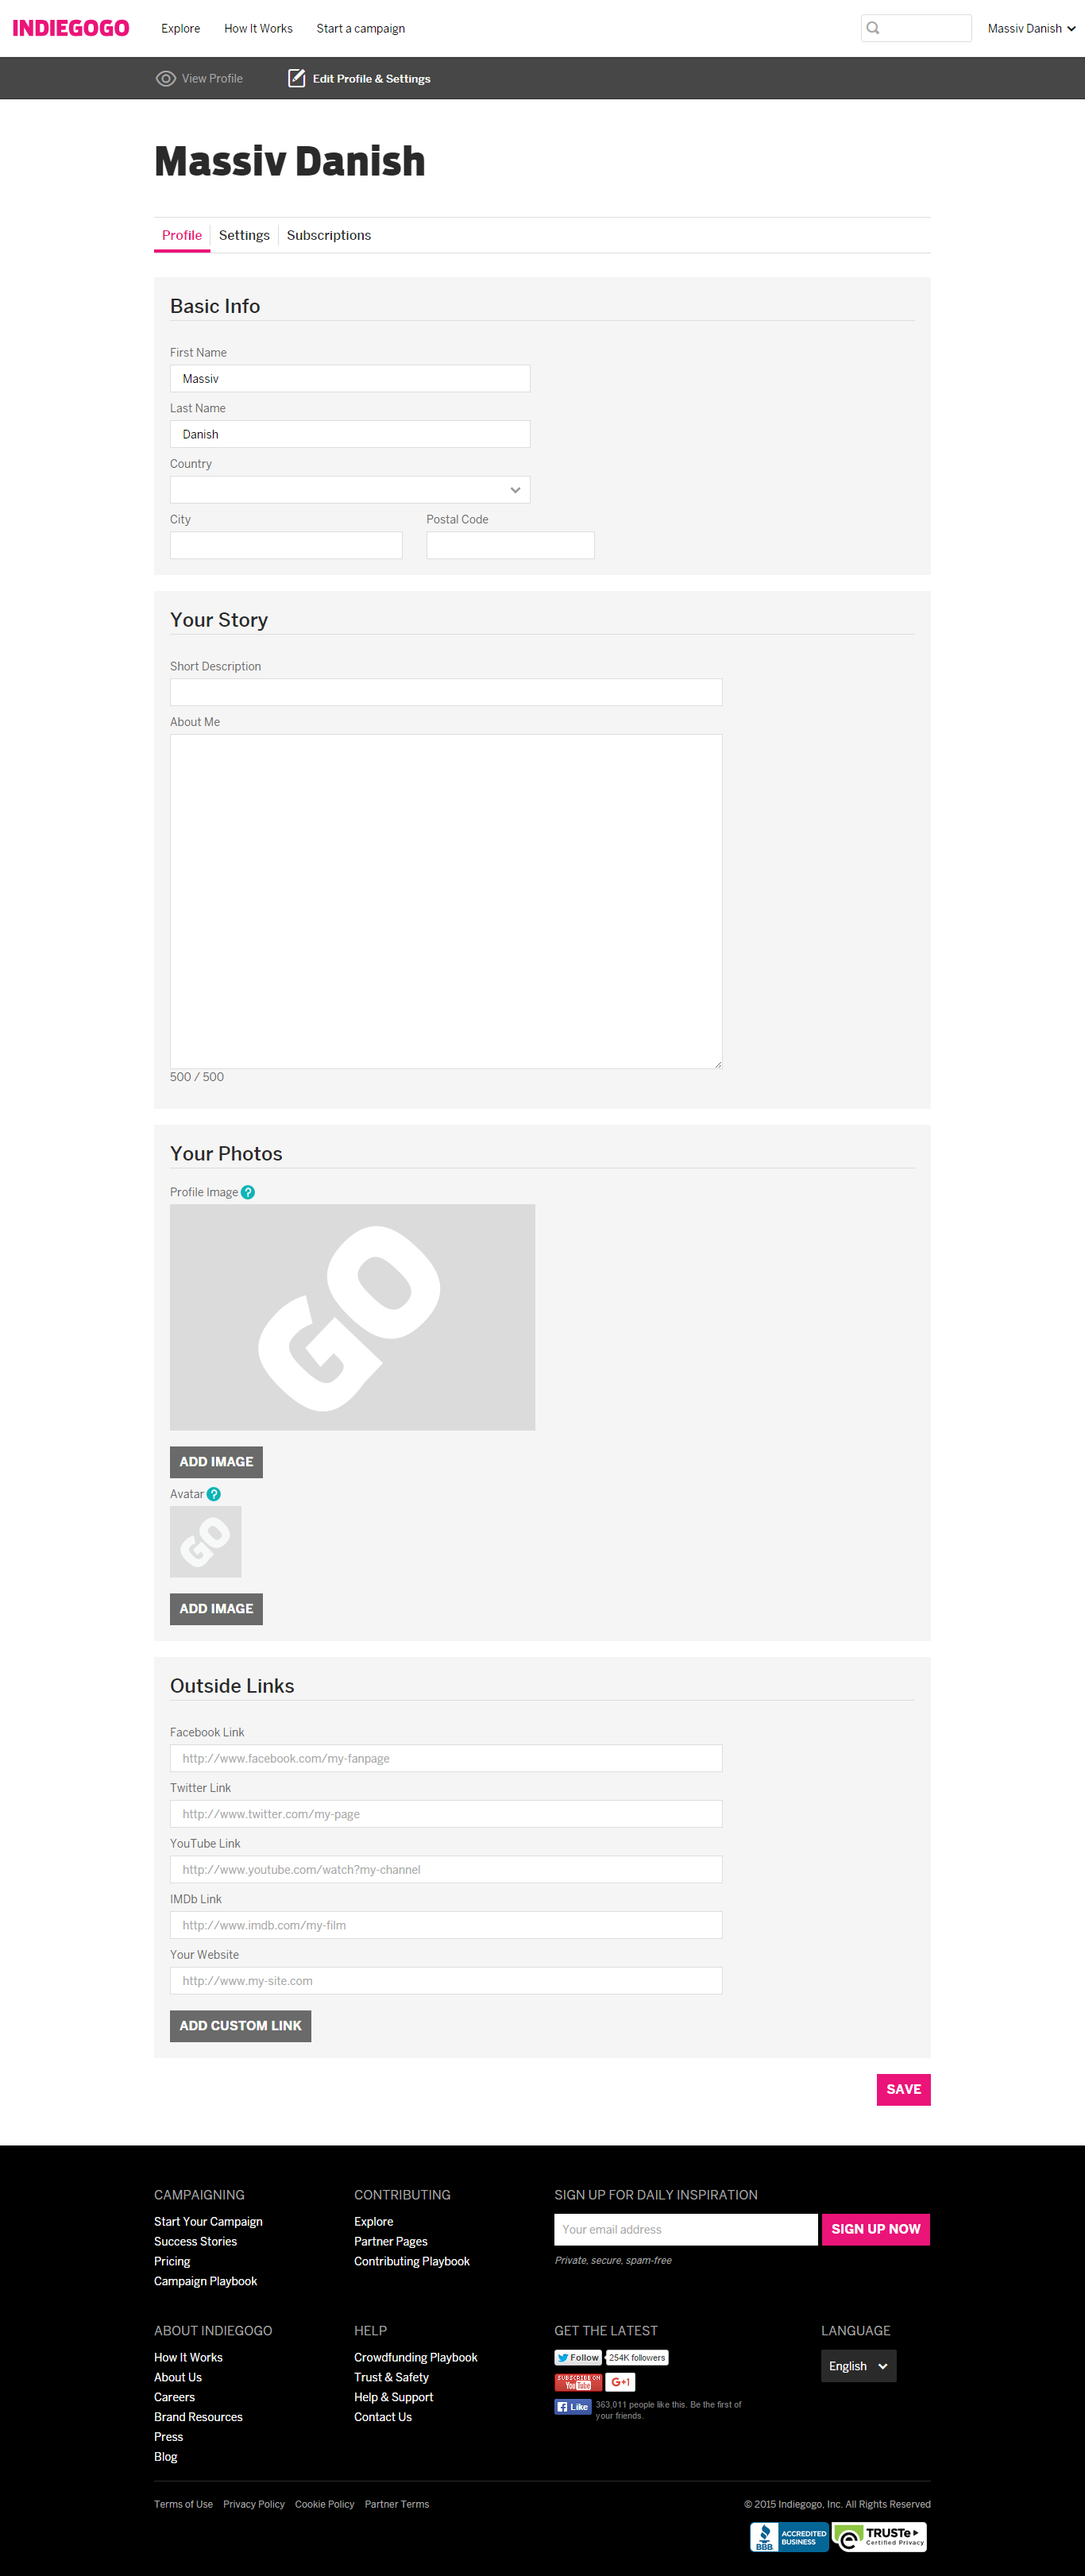 INDIEGOGO Explore How It Works Start a campaign Massiv Danish
View Profile Edit Profile & Settings
Massiv Danish
Profile Settings Subscriptions
Basic Info
First Name
Massiv
Last Name
Danish
Country
City Postal Code
Your Story
Short Description
About Me
500 / 500
Your Photos
Profile Image ?
GO
ADD IMAGE
Avatar ?
GO
ADD IMAGE
Outside Links
Facebook Link
http://www.facebook.com/my-fanpage
Twitter Link
http://www.twitter.com/my-page
YouTube Link
http://www.youtube.com/watch?my-channel
IMDb Link
http://www.imdb.com/my-film
Your Website
http://www.my-site.com
ADD CUSTOM LINK
SAVE
CAMPAIGNING
Start Your Campaign
Success Stories
Pricing
Campaign Playbook
CONTRIBUTING
Explore
Partner Pages
Contributing Playbook
SIGN UP FOR DAILY INSPIRATION
Your email address SIGN UP NOW
Private, secure, spam-free
ABOUT INDIEGOGO
How It Works
About Us
Careers
Brand Resources
Press
Blog
HELP
Crowdfunding Playbook
Trust & Safety
Help & Support
Contact Us
GET THE LATEST
Follow 254K followers
SUBSCRIBE ON
YouTube G+1
Like 363,011 people like this. Be the first of
your friends.
LANGUAGE
English
Terms of Use Privacy Policy Cookie Policy Partner Terms © 2015 Indiegogo, Inc. All Rights Reserved
BBB ACCREDITED
BUSINESS
TRUSTe
Certified Privacy